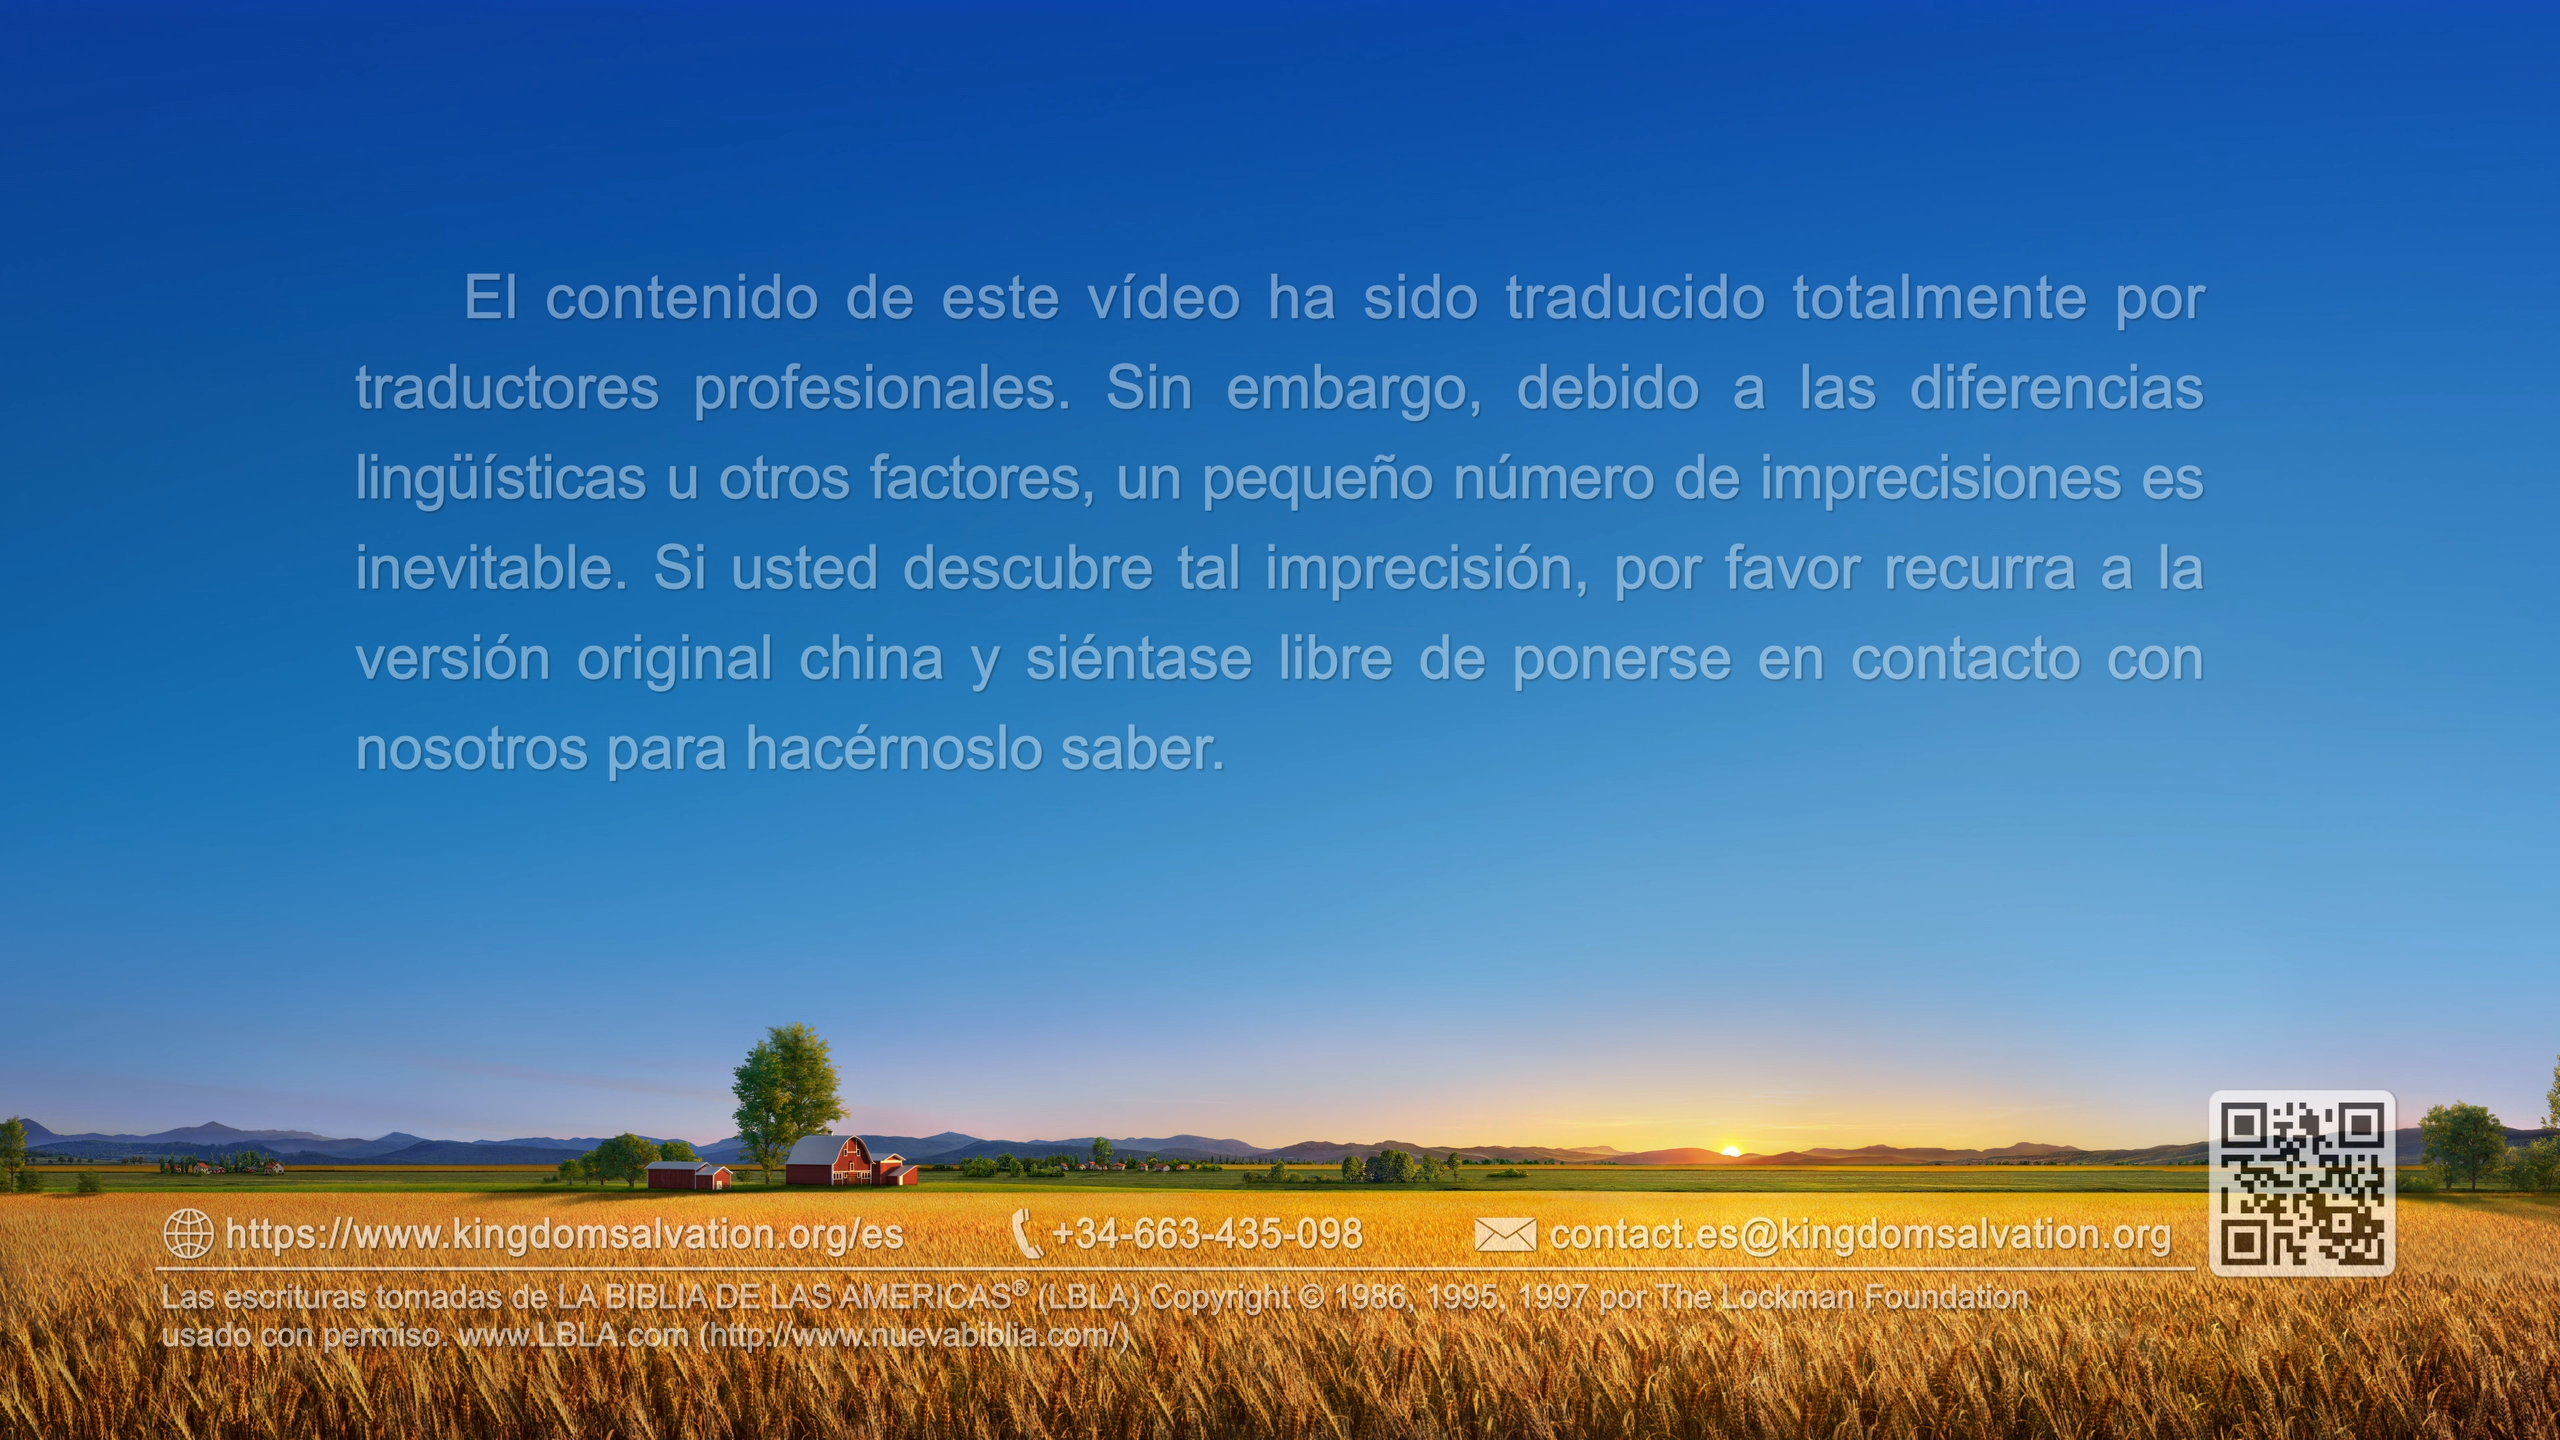 El contenido de este vídeo ha sido traducido totalmente por
traductores profesionales. Sin embargo, debido a las diferencias
lingüísticas u otros factores, un pequeño número de imprecisiones es
inevitable. Si usted descubre tal imprecisión, por favor recurra a la
versión original china y siéntase libre de ponerse en contacto con
nosotros para hacérnoslo saber.
https://www.kingdomsalvation.org/es +34-663-435-098 contact.es@kingdomsalvation.org
Las escrituras tomadas de LA BIBLIA DE LAS AMERICAS® (LBLA) Copyright © 1986, 1995, 1997 por The Lockman Foundation
usado con permiso. www.LBLA.com (http://www.nuevabiblia.com/)